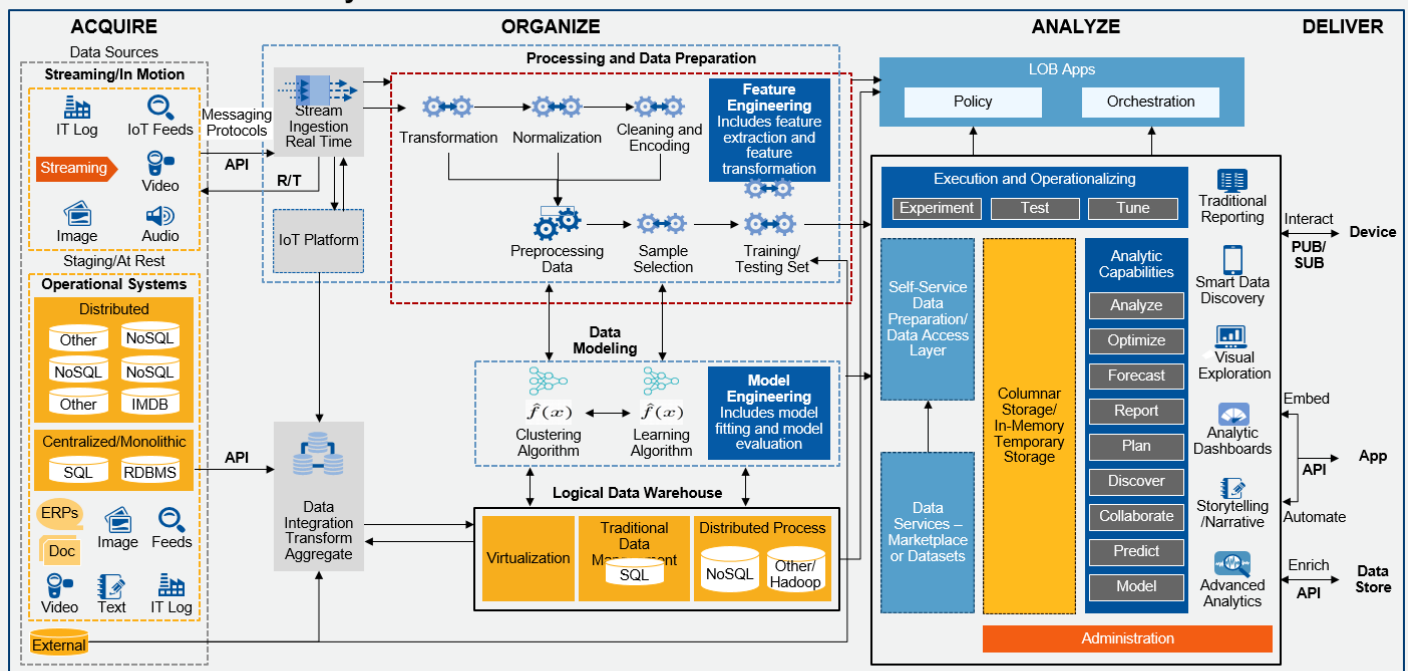 ACQUIRE
ORGANIZE
ANALYZE
DELIVER
Data Sources
Streaming/In Motion
IT Log
IoT Feeds
Streaming
Video
Image
Audio
Staging/At Rest
Operational Systems
Distributed
Other
NoSQL
NoSQL
NoSQL
Other
IMDB
Centralized/Monolithic
SQL
RDBMS
ERPs
Doc
Image
Feeds
Video
Text
IT Log
External
Messaging
Protocols
API
R/T
API
Stream
Ingestion
Real Time
IoT Platform
Data
Integration
Transform
Aggregate
Processing and Data Preparation
Transformation
Normalization
Cleaning and
Encoding
Feature
Engineering
Includes feature
extraction and
feature
transformation
Preprocessing
Data
Sample
Selection
Training/
Testing Set
Data
Modeling
f̂(x)
Clustering
Algorithm
f̂(x)
Learning
Algorithm
Model
Engineering
Includes model
fitting and model
evaluation
Logical Data Warehouse
Virtualization
Traditional
Data
SQL
Distributed Process
NoSQL
Other/
Hadoop
LOB Apps
Policy
Orchestration
Execution and Operationalizing
Experiment
Test
Tune
Self-Service
Data
Preparation/
Data Access
Layer
Data
Services –
Marketplace
or Datasets
Columnar
Storage/
In-Memory
Temporary
Storage
Analytic
Capabilities
Analyze
Optimize
Forecast
Report
Plan
Discover
Collaborate
Predict
Model
Administration
Traditional
Reporting
Smart Data
Discovery
Visual
Exploration
Analytic
Dashboards
Storytelling
/Narrative
Advanced
Analytics
Interact
PUB/
SUB
Device
Embed
API
App
Automate
Enrich
API
Data
Store